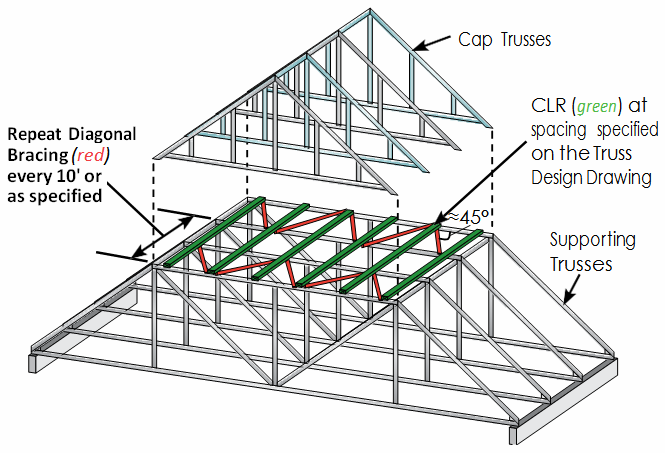 Cap Trusses
CLR (green) at
spacing specified
on the Truss
Design Drawing
Repeat Diagonal
Bracing (red)
every 10' or
as specified
≈45º
Supporting
Trusses